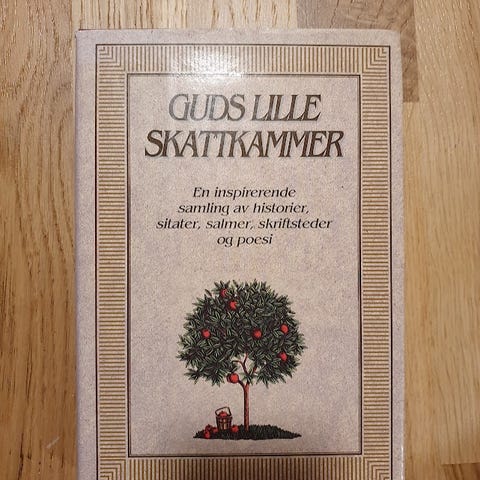 GUDS LILLE
SKATTKAMMER
En inspirerende
samling av historier,
sitater, salmer, skriftsteder
og poesi